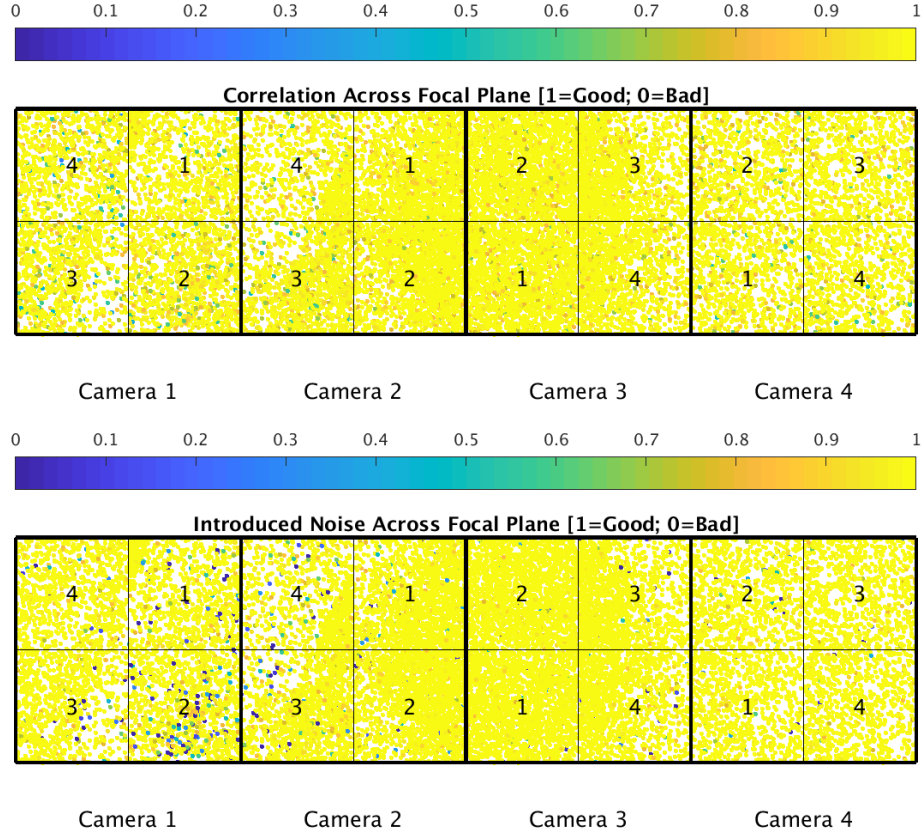 0 0.1 0.2 0.3 0.4 0.5 0.6 0.7 0.8 0.9 1
Correlation Across Focal Plane [1=Good; 0=Bad]
4 1 4 1 2 3 2 3
3 2 3 2 1 4 1 4
Camera 1 Camera 2 Camera 3 Camera 4
0 0.1 0.2 0.3 0.4 0.5 0.6 0.7 0.8 0.9 1
Introduced Noise Across Focal Plane [1=Good; 0=Bad]
4 1 4 1 2 3 2 3
3 2 3 2 1 4 1 4
Camera 1 Camera 2 Camera 3 Camera 4